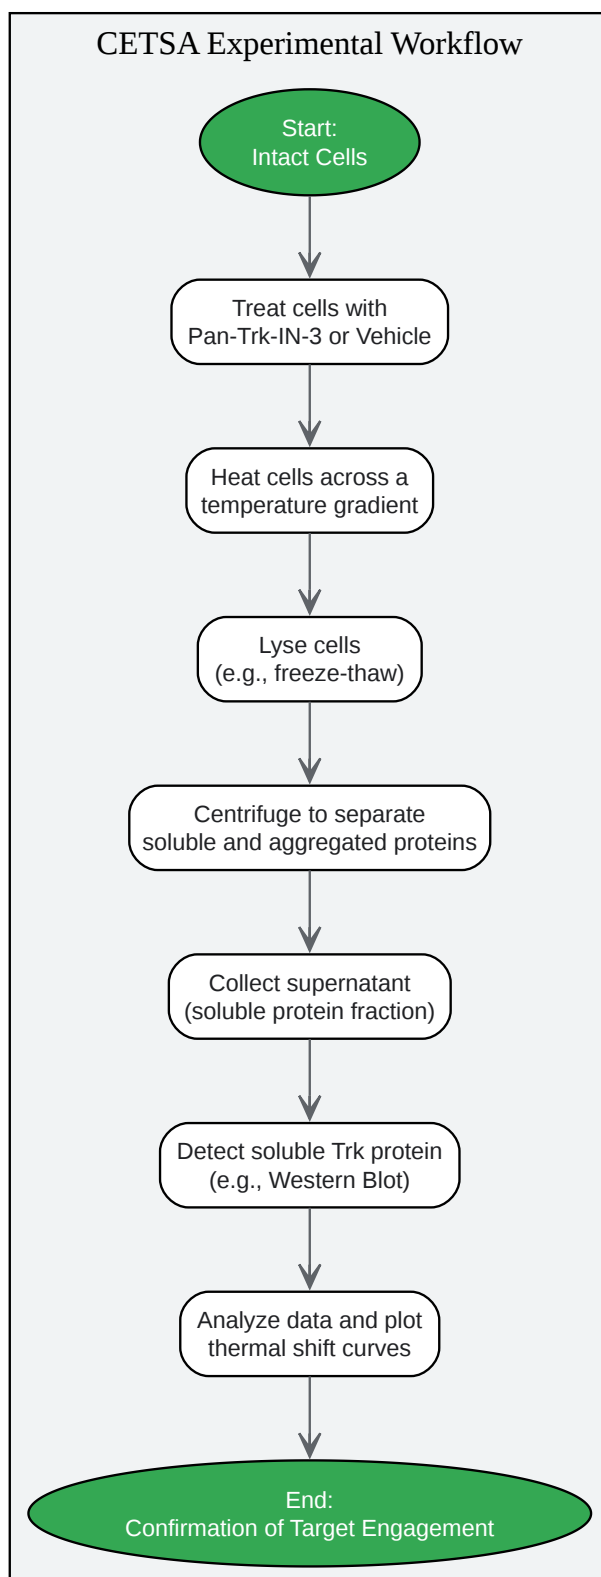 CETSA Experimental Workflow
Start:
Intact Cells
Treat cells with
Pan-Trk-IN-3 or Vehicle
Heat cells across a
temperature gradient
Lyse cells
(e.g., freeze-thaw)
Centrifuge to separate
soluble and aggregated proteins
Collect supernatant
(soluble protein fraction)
Detect soluble Trk protein
(e.g., Western Blot)
Analyze data and plot
thermal shift curves
End:
Confirmation of Target Engagement